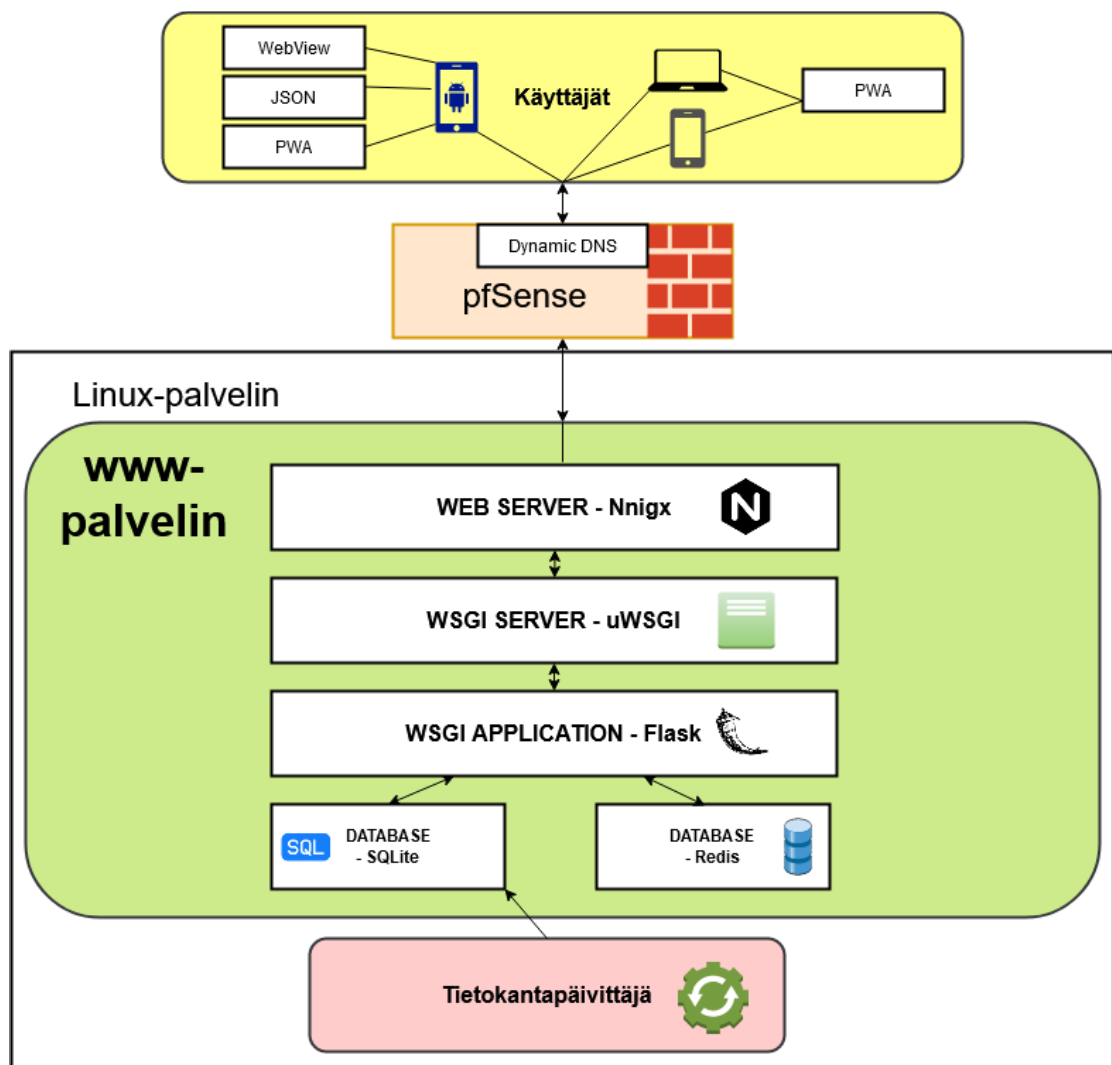 WebView
JSON
PWA
Käyttäjät
PWA
Dynamic DNS
pfSense
Linux-palvelin
www-
palvelin
WEB SERVER - Nnigx
N
WSGI SERVER - uWSGI
WSGI APPLICATION - Flask
SQL
DATABASE
- SQLite
DATABASE
- Redis
Tietokantapäivittäjä